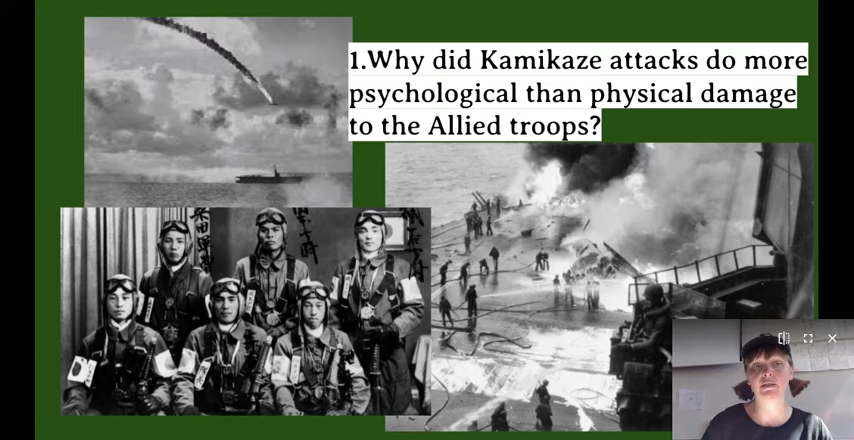 1.Why did Kamikaze attacks do more
psychological than physical damage
to the Allied troops?